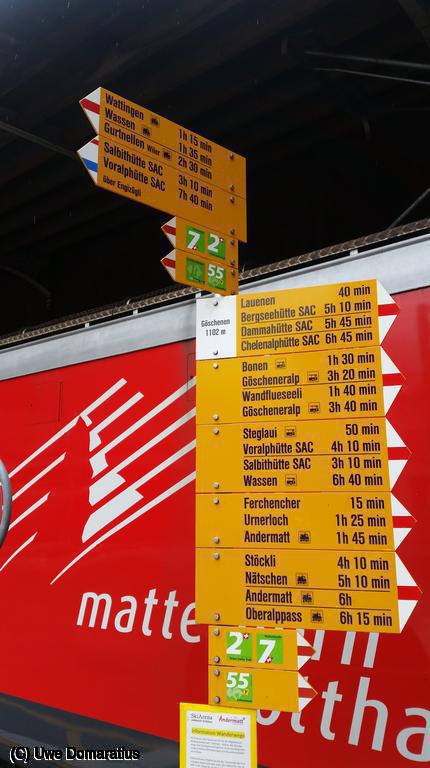 Wattingen 1h 15 min
Wassen 1h 35 min
Gurtnellen Wiler 2h 30 min
Salbithütte SAC 3h 10 min
Voralphütte SAC 7h 40 min
über Engizügli
7 2
55
Göschenen
1102 m
Lauenen 40 min
Bergseehütte SAC 5h 10 min
Dammahütte SAC 5h 45 min
Chelenalphütte SAC 6h 45 min
Bonen 1h 30 min
Göscheneralp 3h 20 min
Wandflueseeli 1h 40 min
Göscheneralp 3h 40 min
Steglaui 50 min
Voralphütte SAC 4h 10 min
Salbithütte SAC 3h 10 min
Wassen 6h 40 min
Ferchencher 15 min
Urnerloch 1h 25 min
Andermatt 1h 45 min
Stöckli 4h 10 min
Nätschen 5h 10 min
Andermatt 6h
Oberalppass 6h 15 min
matte
2 7
55
ottha
SkiArena Andermatt
Information Wanderwege
(c) Uwe Domaratius